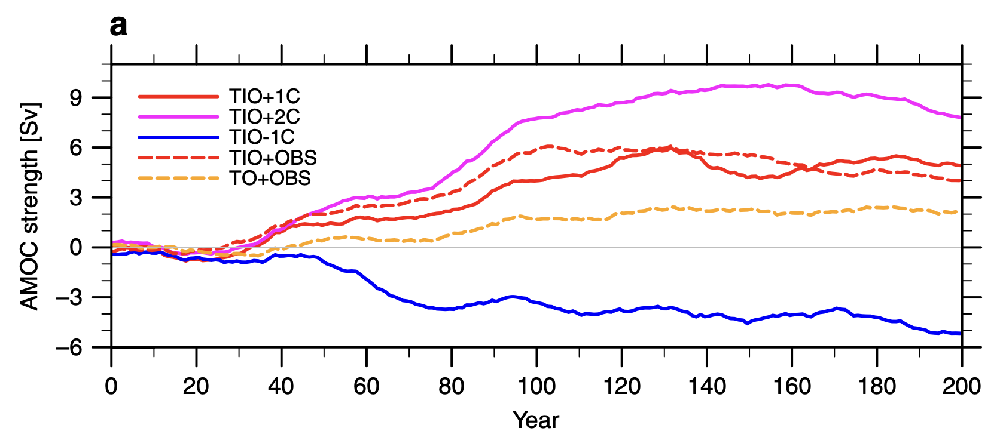 a
AMOC strength [Sv]
9
6
3
0
−3
−6
TIO+1C
TIO+2C
TIO-1C
TIO+OBS
TO+OBS
0 20 40 60 80 100 120 140 160 180 200
Year